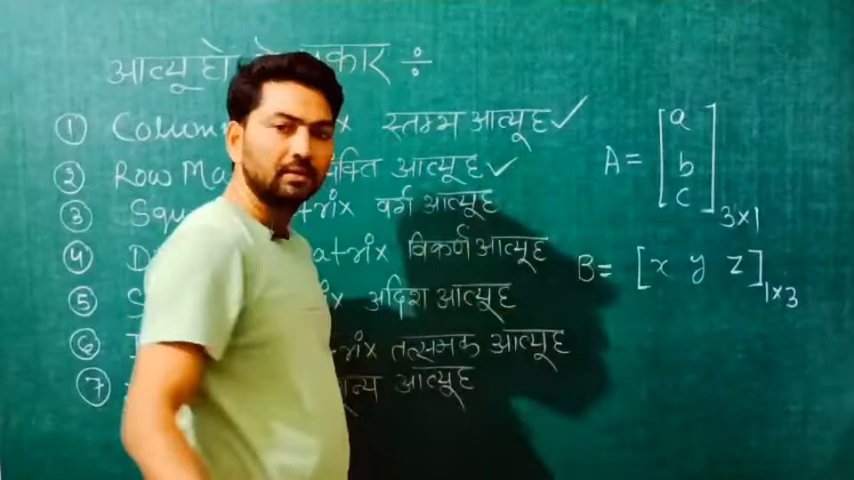 आव्यूह के प्रकार ÷
① Column x स्तम्भ आव्यूह ✓
② Row Ma पंक्ति आव्यूह ✓
③ Squ trix वर्ग आव्यूह
④ D atrix विकर्ण आव्यूह
⑤ S ix अदिश आव्यूह
⑥ rix तत्समक आव्यूह
⑦ शून्य आव्यूह
A = [a
b
c] 3×1
B = [x y z] 1×3